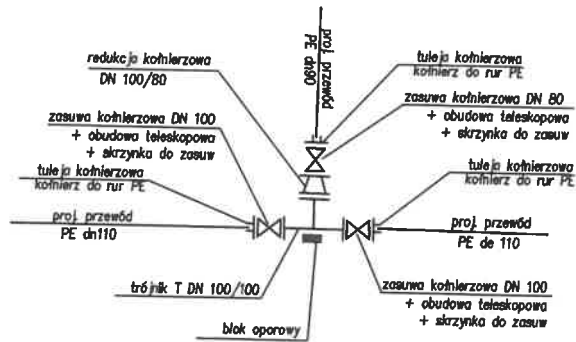 proj. przewód
PE dn90
redukcja kołnierzowa
DN 100/80
zasuwa kołnierzowa DN 100
+ obudowa teleskopowa
+ skrzynka do zasuw
tuleja kołnierzowa
kołnierz do rur PE
proj. przewód
PE dn110
trójnik T DN 100/100
blok oporowy
tuleja kołnierzowa
kołnierz do rur PE
zasuwa kołnierzowa DN 80
+ obudowa teleskopowa
+ skrzynka do zasuw
tuleja kołnierzowa
kołnierz do rur PE
proj. przewód
PE de 110
zasuwa kołnierzowa DN 100
+ obudowa teleskopowa
+ skrzynka do zasuw